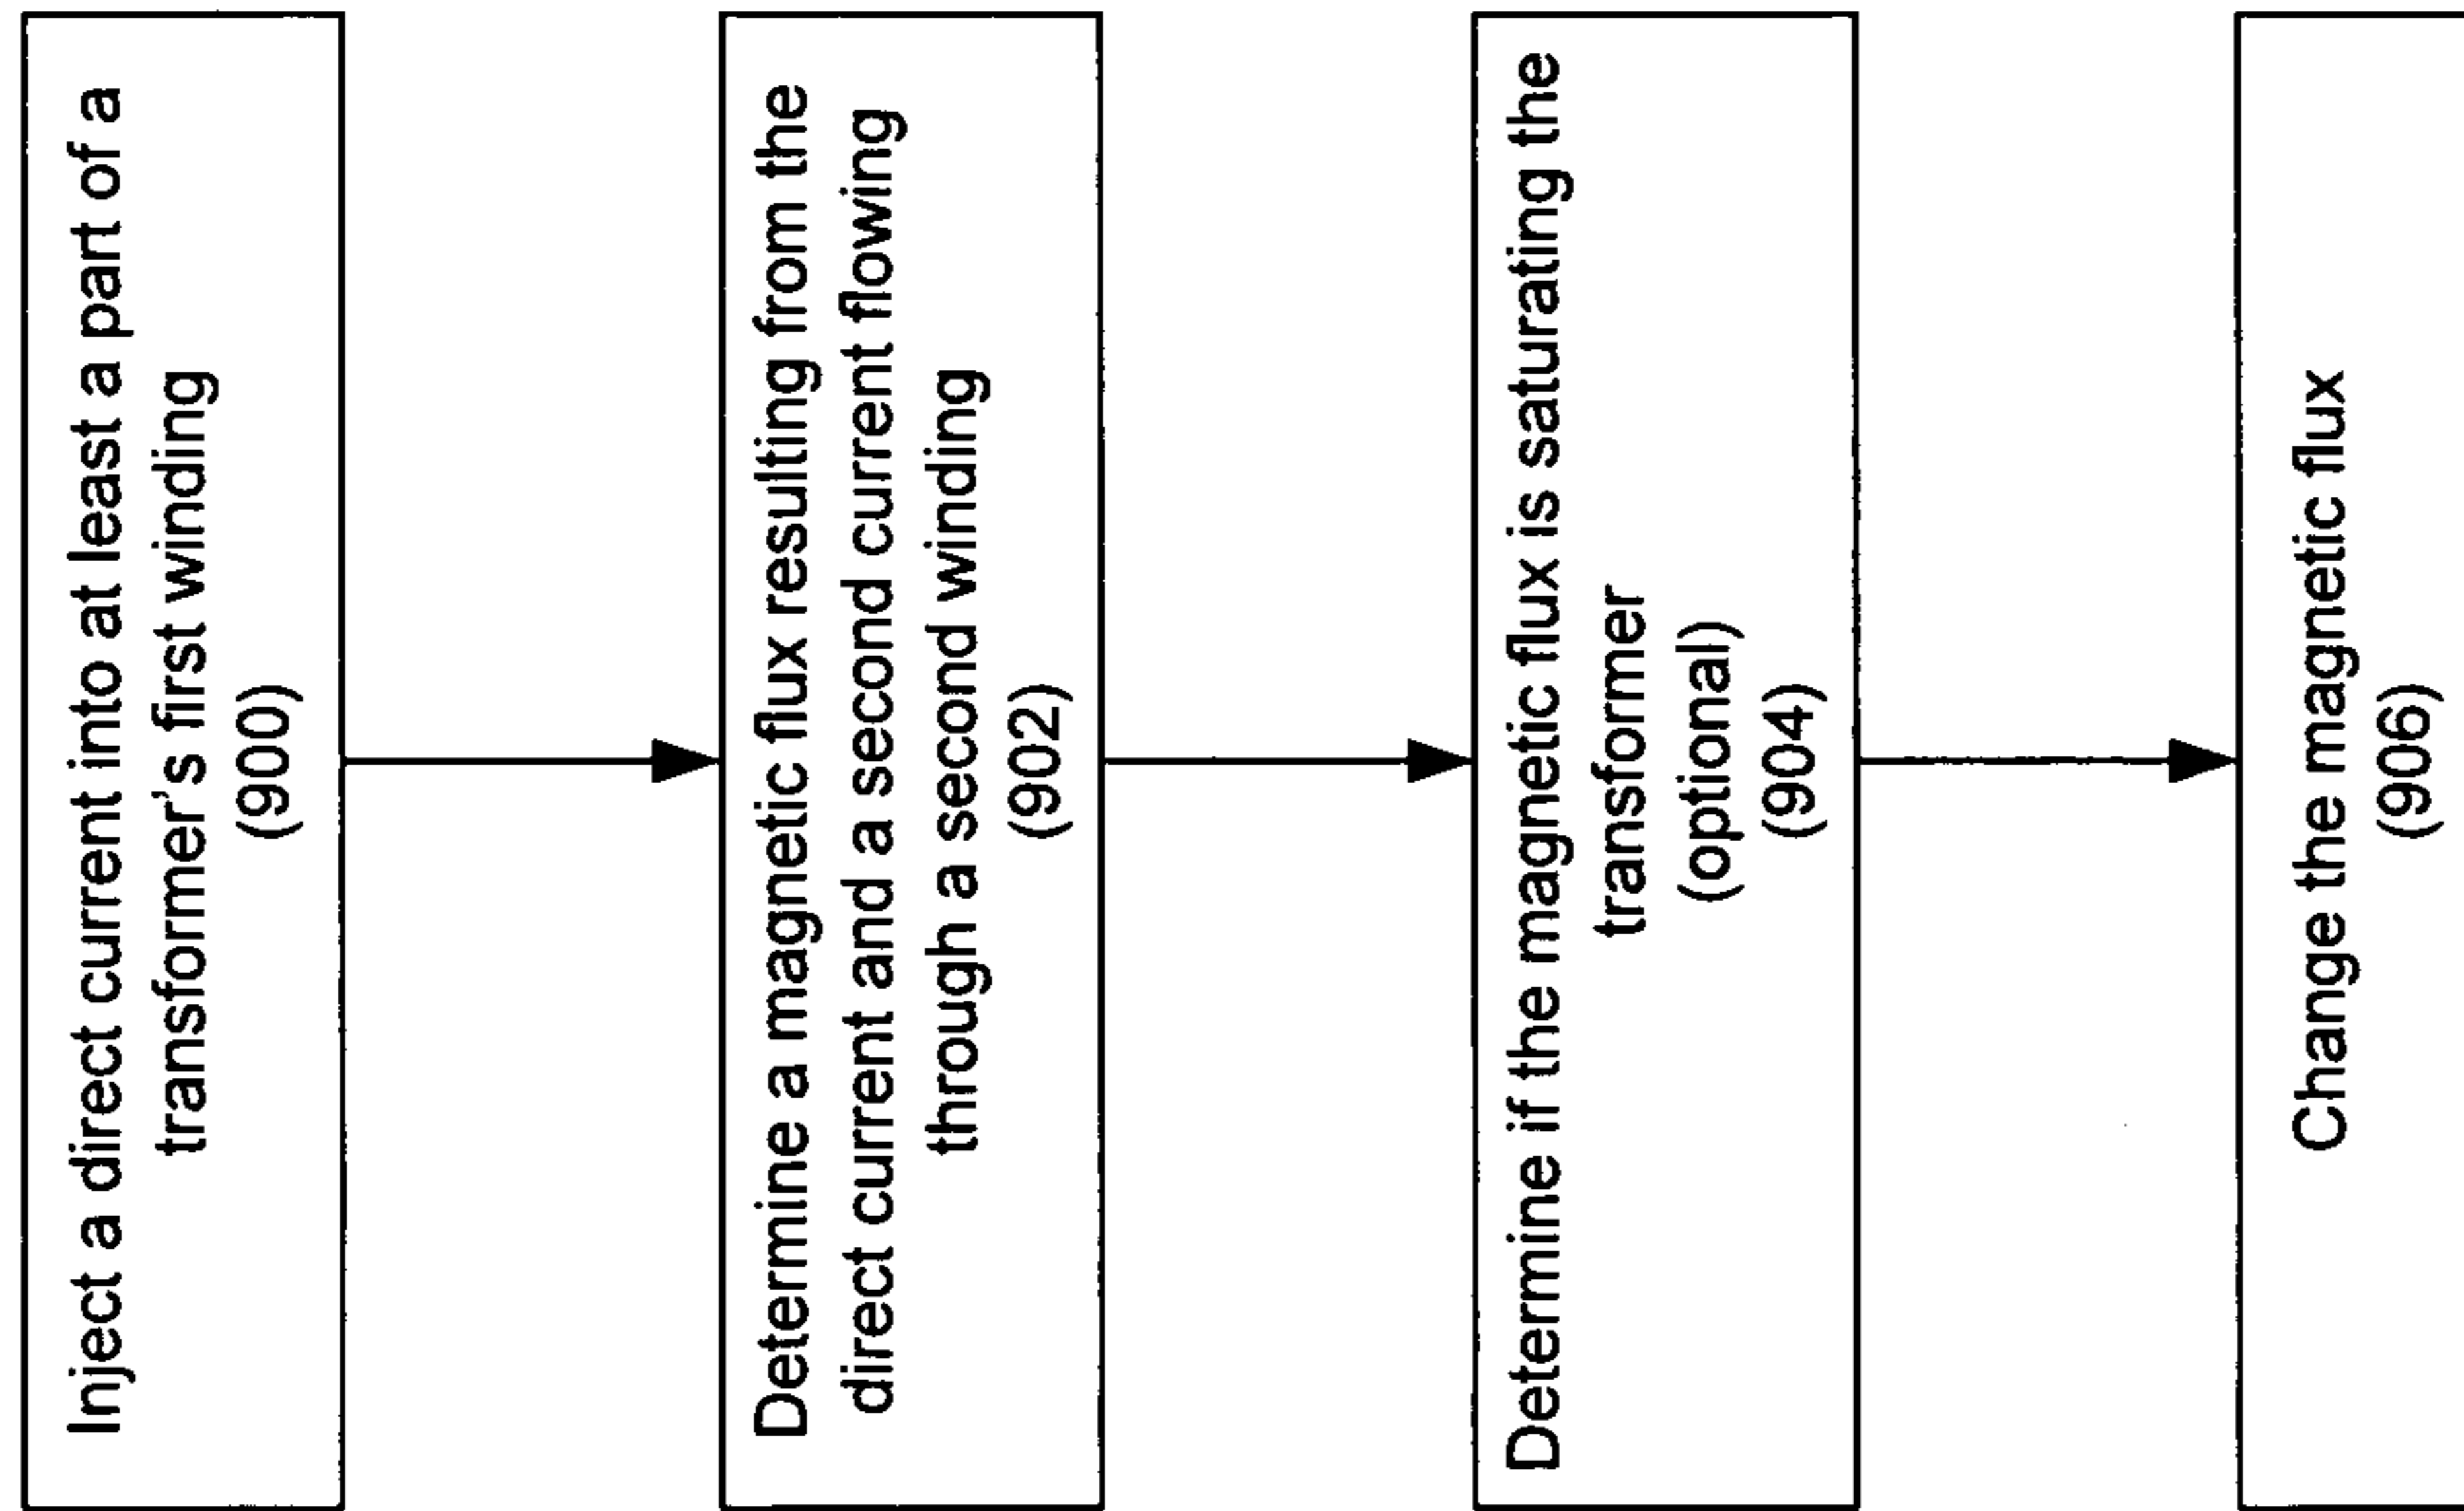 Inject a direct current into at least a part of a
transformer's first winding
(900)
Determine a magnetic flux resulting from the
direct current and a second current flowing
through a second winding
(902)
Determine if the magnetic flux is saturating the
transformer
(optional)
(904)
Change the magnetic flux
(906)